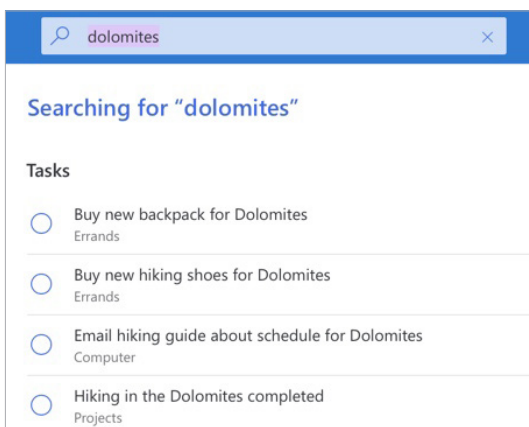 dolomites
Searching for “dolomites”
Tasks
Buy new backpack for Dolomites
Errands
Buy new hiking shoes for Dolomites
Errands
Email hiking guide about schedule for Dolomites
Computer
Hiking in the Dolomites completed
Projects